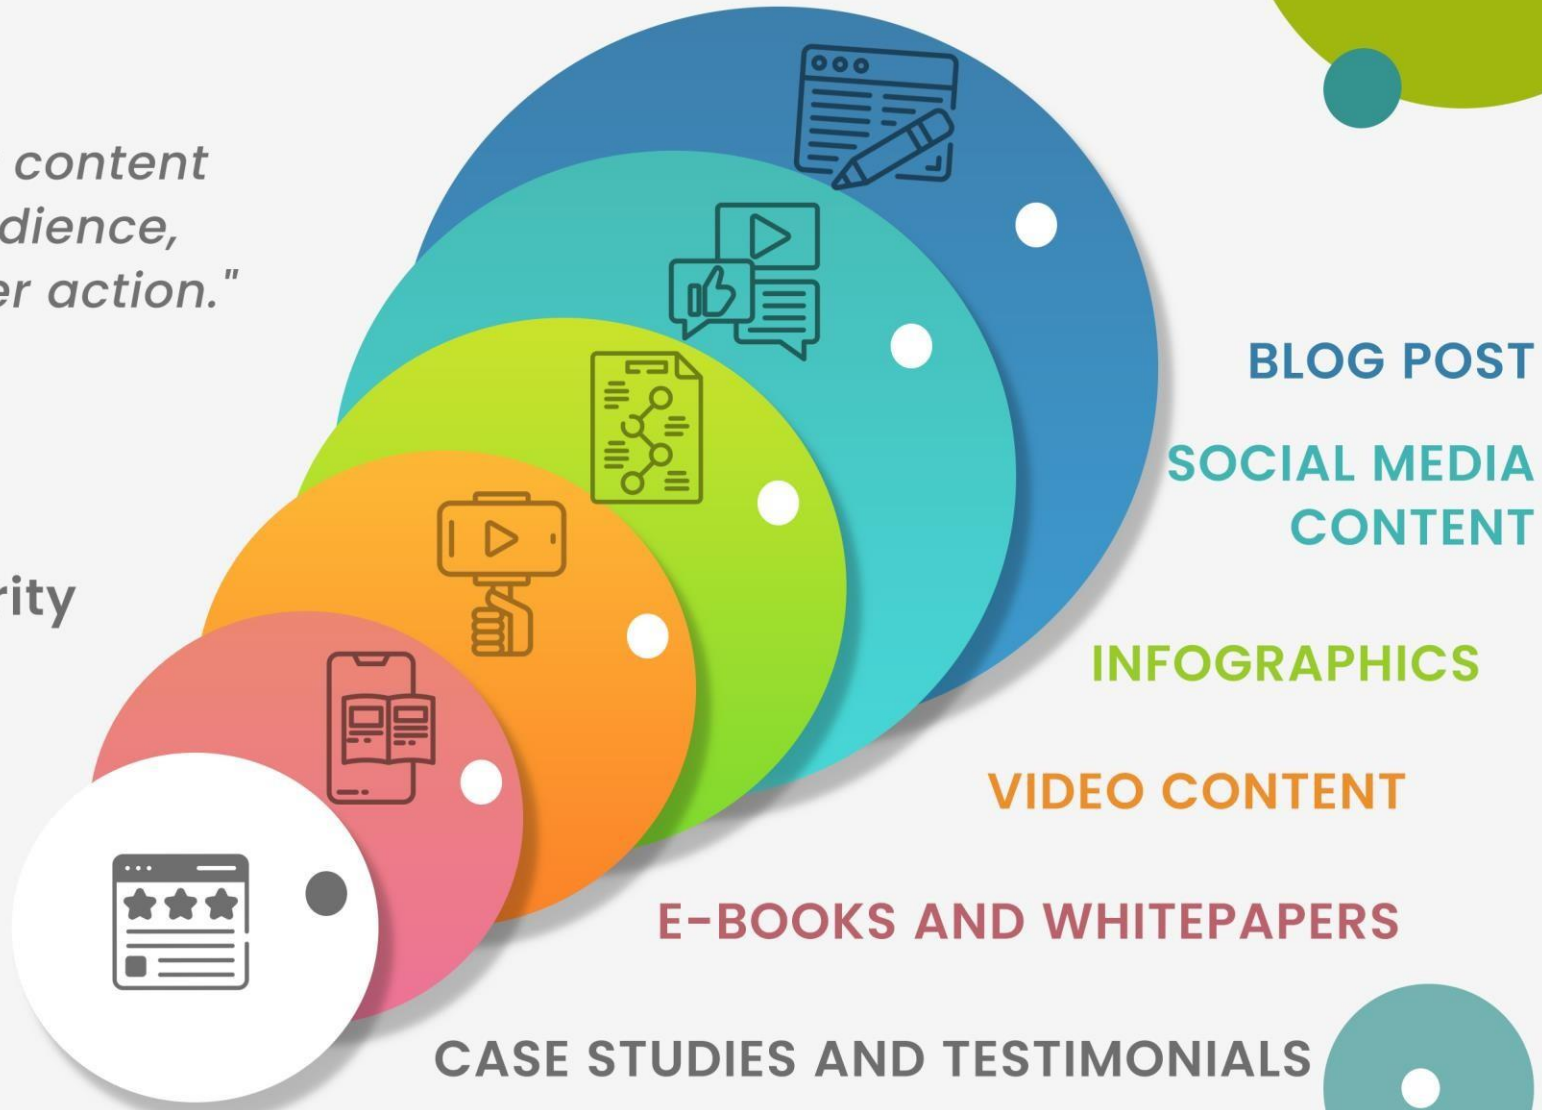 content
dience,
er action."
rity
BLOG POST
SOCIAL MEDIA
CONTENT
INFOGRAPHICS
VIDEO CONTENT
E-BOOKS AND WHITEPAPERS
CASE STUDIES AND TESTIMONIALS